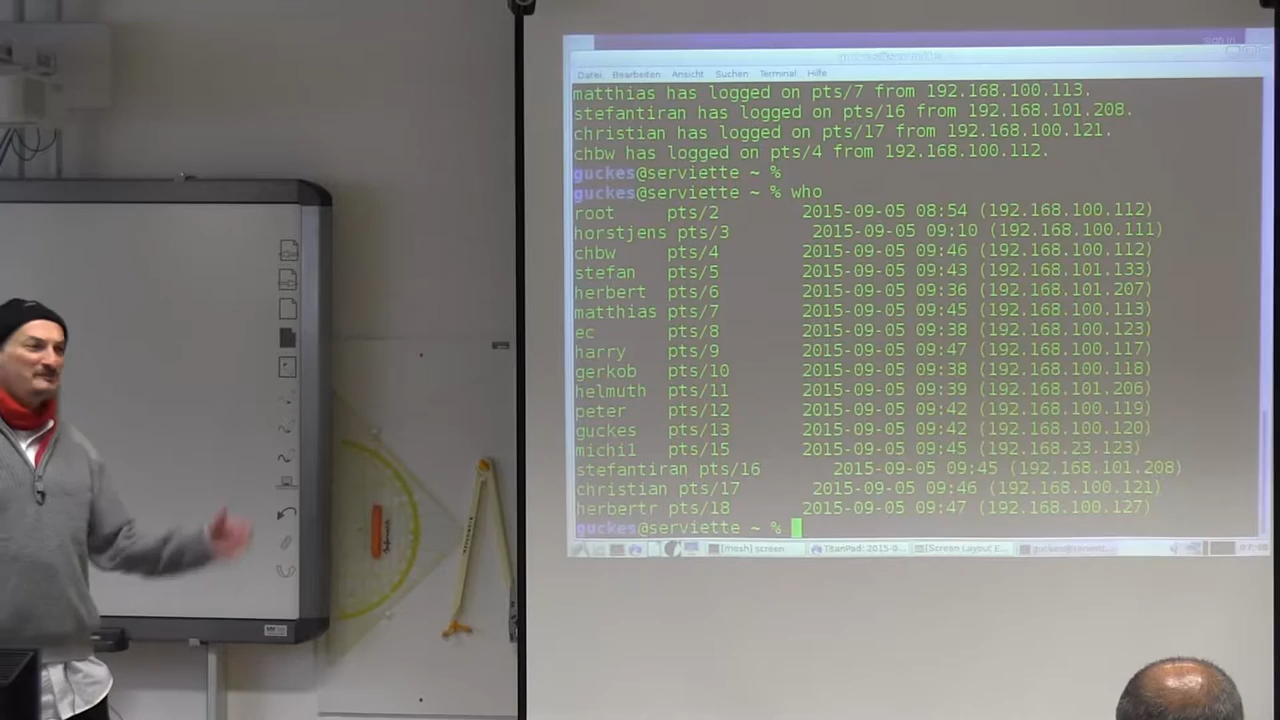 Datei Bearbeiten Ansicht Suchen Terminal Hilfe
matthias has logged on pts/7 from 192.168.100.113.
stefantiran has logged on pts/16 from 192.168.101.208.
christian has logged on pts/17 from 192.168.100.121.
chbw has logged on pts/4 from 192.168.100.112.
guckes@serviette ~ %
guckes@serviette ~ % who
root pts/2 2015-09-05 08:54 (192.168.100.112)
horstjens pts/3 2015-09-05 09:10 (192.168.100.111)
chbw pts/4 2015-09-05 09:46 (192.168.100.112)
stefan pts/5 2015-09-05 09:43 (192.168.101.133)
herbert pts/6 2015-09-05 09:36 (192.168.101.207)
matthias pts/7 2015-09-05 09:45 (192.168.100.113)
ec pts/8 2015-09-05 09:38 (192.168.100.123)
harry pts/9 2015-09-05 09:47 (192.168.100.117)
gerkob pts/10 2015-09-05 09:38 (192.168.100.118)
helmuth pts/11 2015-09-05 09:39 (192.168.101.206)
peter pts/12 2015-09-05 09:42 (192.168.100.119)
guckes pts/13 2015-09-05 09:42 (192.168.100.120)
michi1 pts/15 2015-09-05 09:45 (192.168.23.123)
stefantiran pts/16 2015-09-05 09:45 (192.168.101.208)
christian pts/17 2015-09-05 09:46 (192.168.100.121)
herbertr pts/18 2015-09-05 09:47 (192.168.100.127)
guckes@serviette ~ %
[mosh] screen TitanPad: 2015-0... [Screen Layout E...